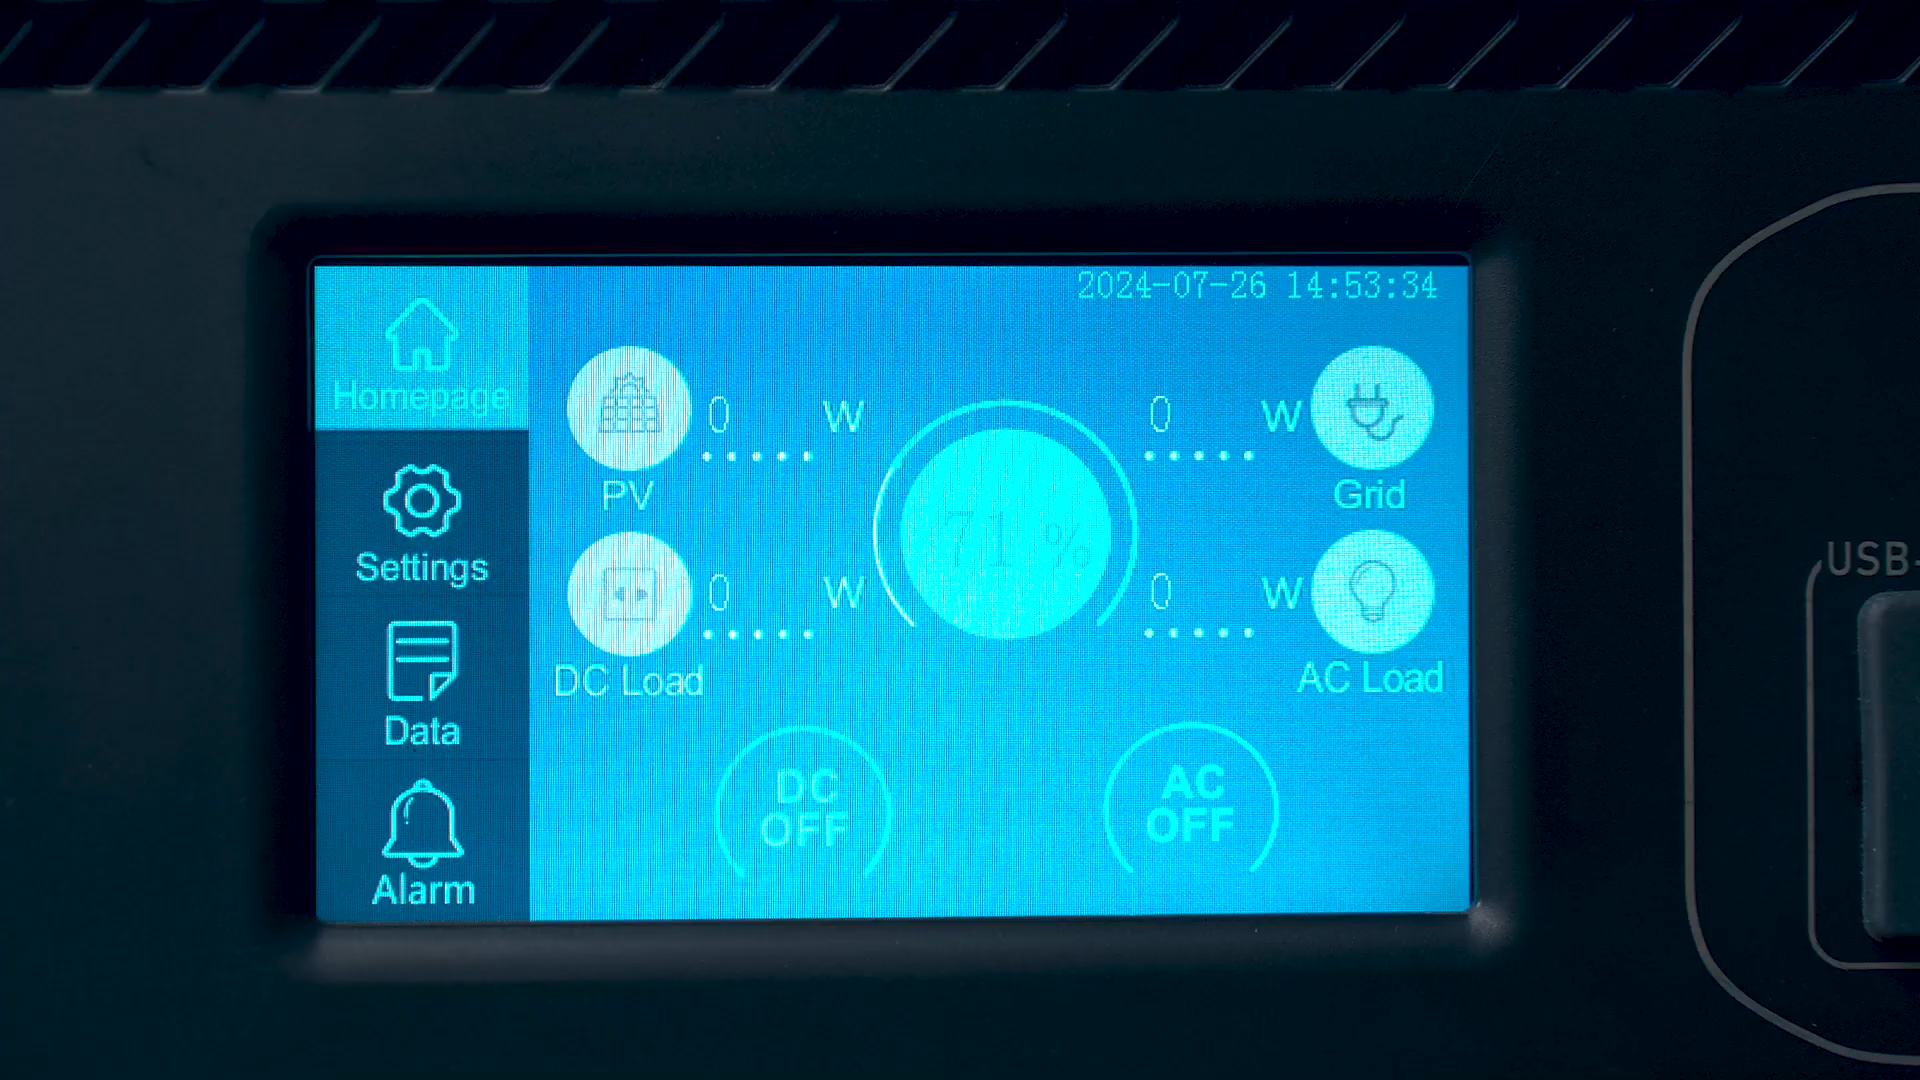 2024-07-26 14:53:34
Homepage
Settings
Data
Alarm
0 W
PV
0 W
DC Load
71 %
0 W
Grid
0 W
AC Load
DC
OFF
AC
OFF
USB-